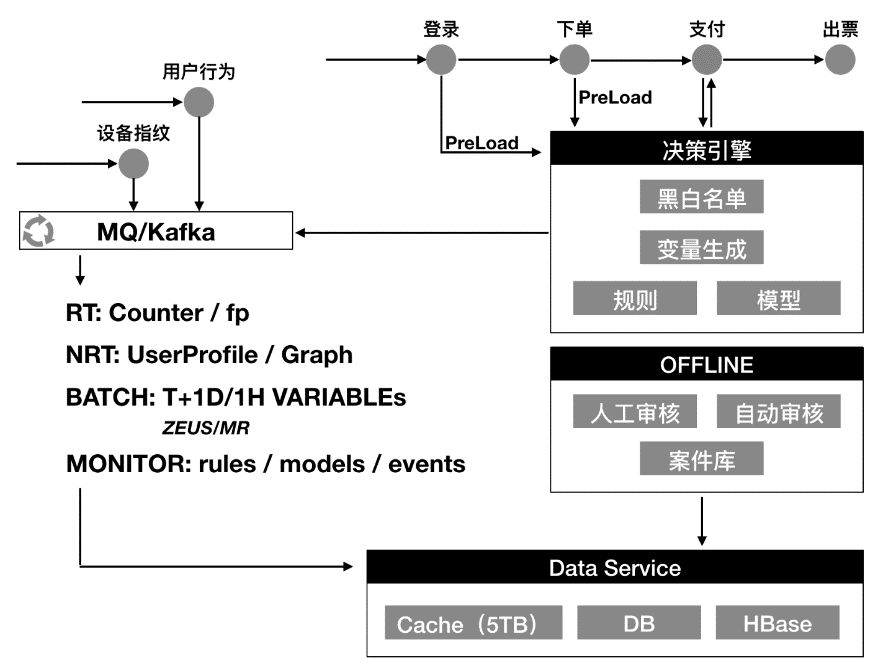 登录
下单
支付
出票
用户行为
设备指纹
PreLoad
PreLoad
决策引擎
黑白名单
变量生成
规则
模型
MQ/Kafka
RT: Counter / fp
NRT: UserProfile / Graph
BATCH: T+1D/1H VARIABLEs
ZEUS/MR
MONITOR: rules / models / events
OFFLINE
人工审核
自动审核
案件库
Data Service
Cache（5TB）
DB
HBase